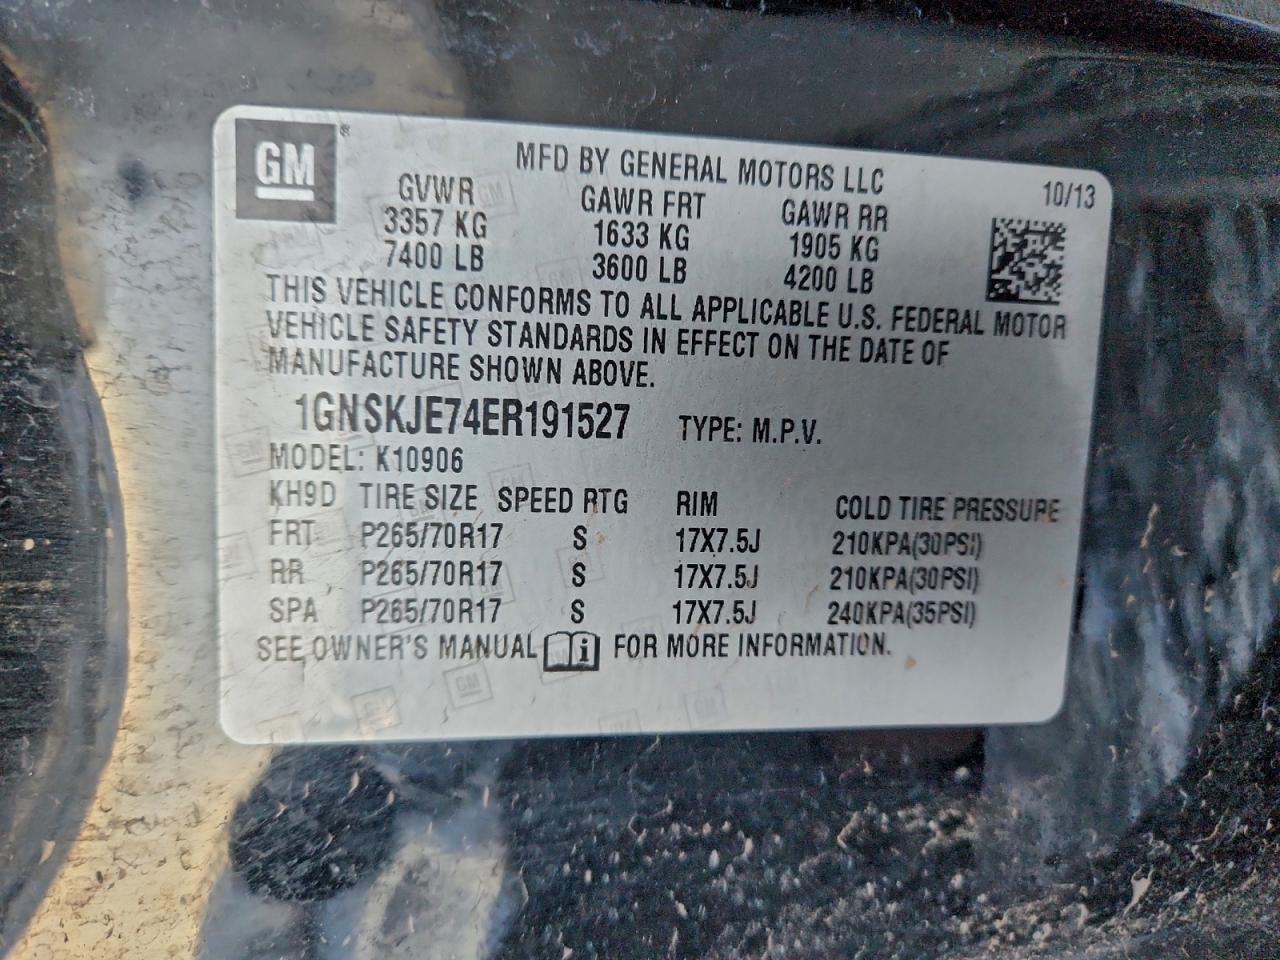 GM ®
MFD BY GENERAL MOTORS LLC
10/13
GVWR GAWR FRT GAWR RR
3357 KG 1633 KG 1905 KG
7400 LB 3600 LB 4200 LB
THIS VEHICLE CONFORMS TO ALL APPLICABLE U.S. FEDERAL MOTOR
VEHICLE SAFETY STANDARDS IN EFFECT ON THE DATE OF
MANUFACTURE SHOWN ABOVE.
1GNSKJE74ER191527 TYPE: M.P.V.
MODEL: K10906
KH9D TIRE SIZE SPEED RTG RIM COLD TIRE PRESSURE
FRT P265/70R17 S 17X7.5J 210KPA(30PSI)
RR P265/70R17 S 17X7.5J 210KPA(30PSI)
SPA P265/70R17 S 17X7.5J 240KPA(35PSI)
SEE OWNER'S MANUAL i FOR MORE INFORMATION.